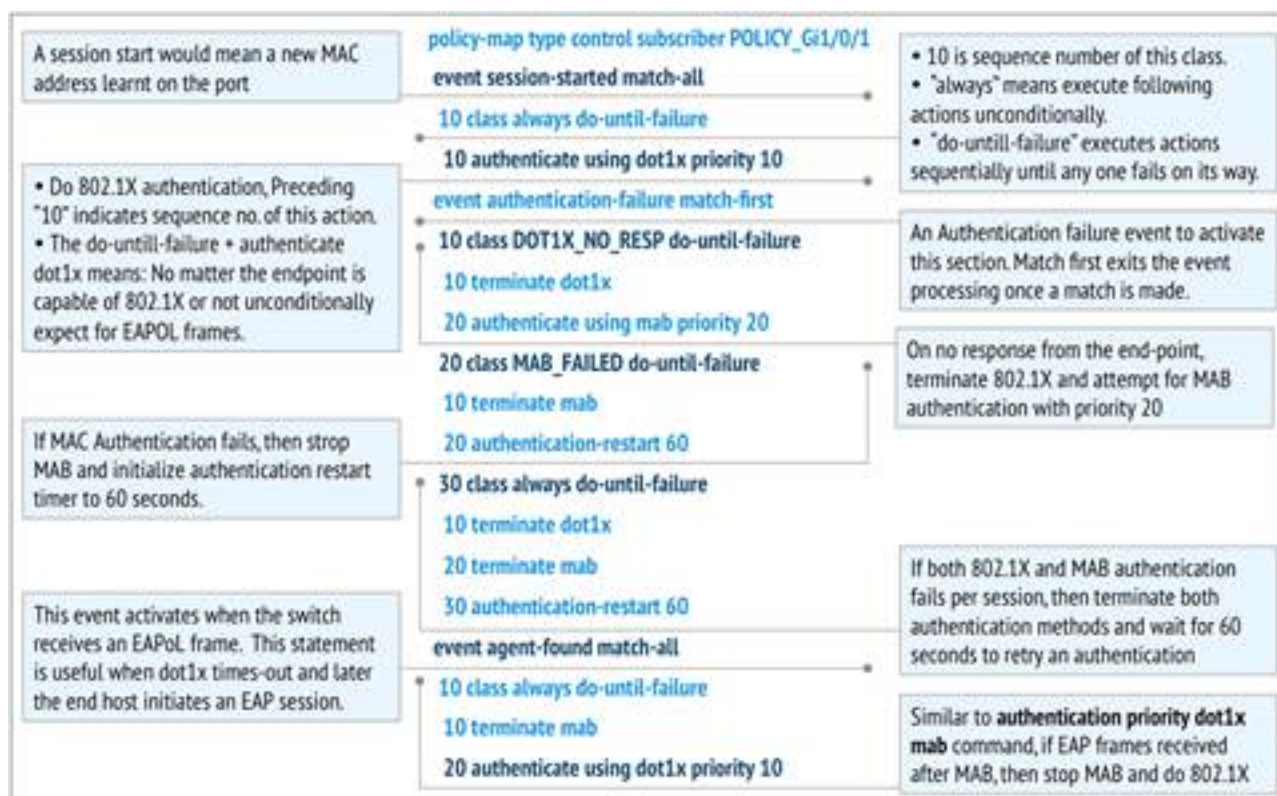 A session start would mean a new MAC
address learnt on the port
• Do 802.1X authentication, Preceding
"10" indicates sequence no. of this action.
• The do-untill-failure + authenticate
dot1x means: No matter the endpoint is
capable of 802.1X or not unconditionally
expect for EAPOL frames.
If MAC Authentication fails, then strop
MAB and initialize authentication restart
timer to 60 seconds.
This event activates when the switch
receives an EAPoL frame. This statement
is useful when dot1x times-out and later
the end host initiates an EAP session.
policy-map type control subscriber POLICY_Gi1/0/1
event session-started match-all
10 class always do-until-failure
10 authenticate using dot1x priority 10
event authentication-failure match-first
10 class DOT1X_NO_RESP do-until-failure
10 terminate dot1x
20 authenticate using mab priority 20
20 class MAB_FAILED do-until-failure
10 terminate mab
20 authentication-restart 60
30 class always do-until-failure
10 terminate dot1x
20 terminate mab
30 authentication-restart 60
event agent-found match-all
10 class always do-until-failure
10 terminate mab
20 authenticate using dot1x priority 10
• 10 is sequence number of this class.
• "always" means execute following
actions unconditionally.
• "do-untill-failure" executes actions
sequentially until any one fails on its way.
An Authentication failure event to activate
this section. Match first exits the event
processing once a match is made.
On no response from the end-point,
terminate 802.1X and attempt for MAB
authentication with priority 20
If both 802.1X and MAB authentication
fails per session, then terminate both
authentication methods and wait for 60
seconds to retry an authentication
Similar to authentication priority dot1x
mab command, if EAP frames received
after MAB, then stop MAB and do 802.1X